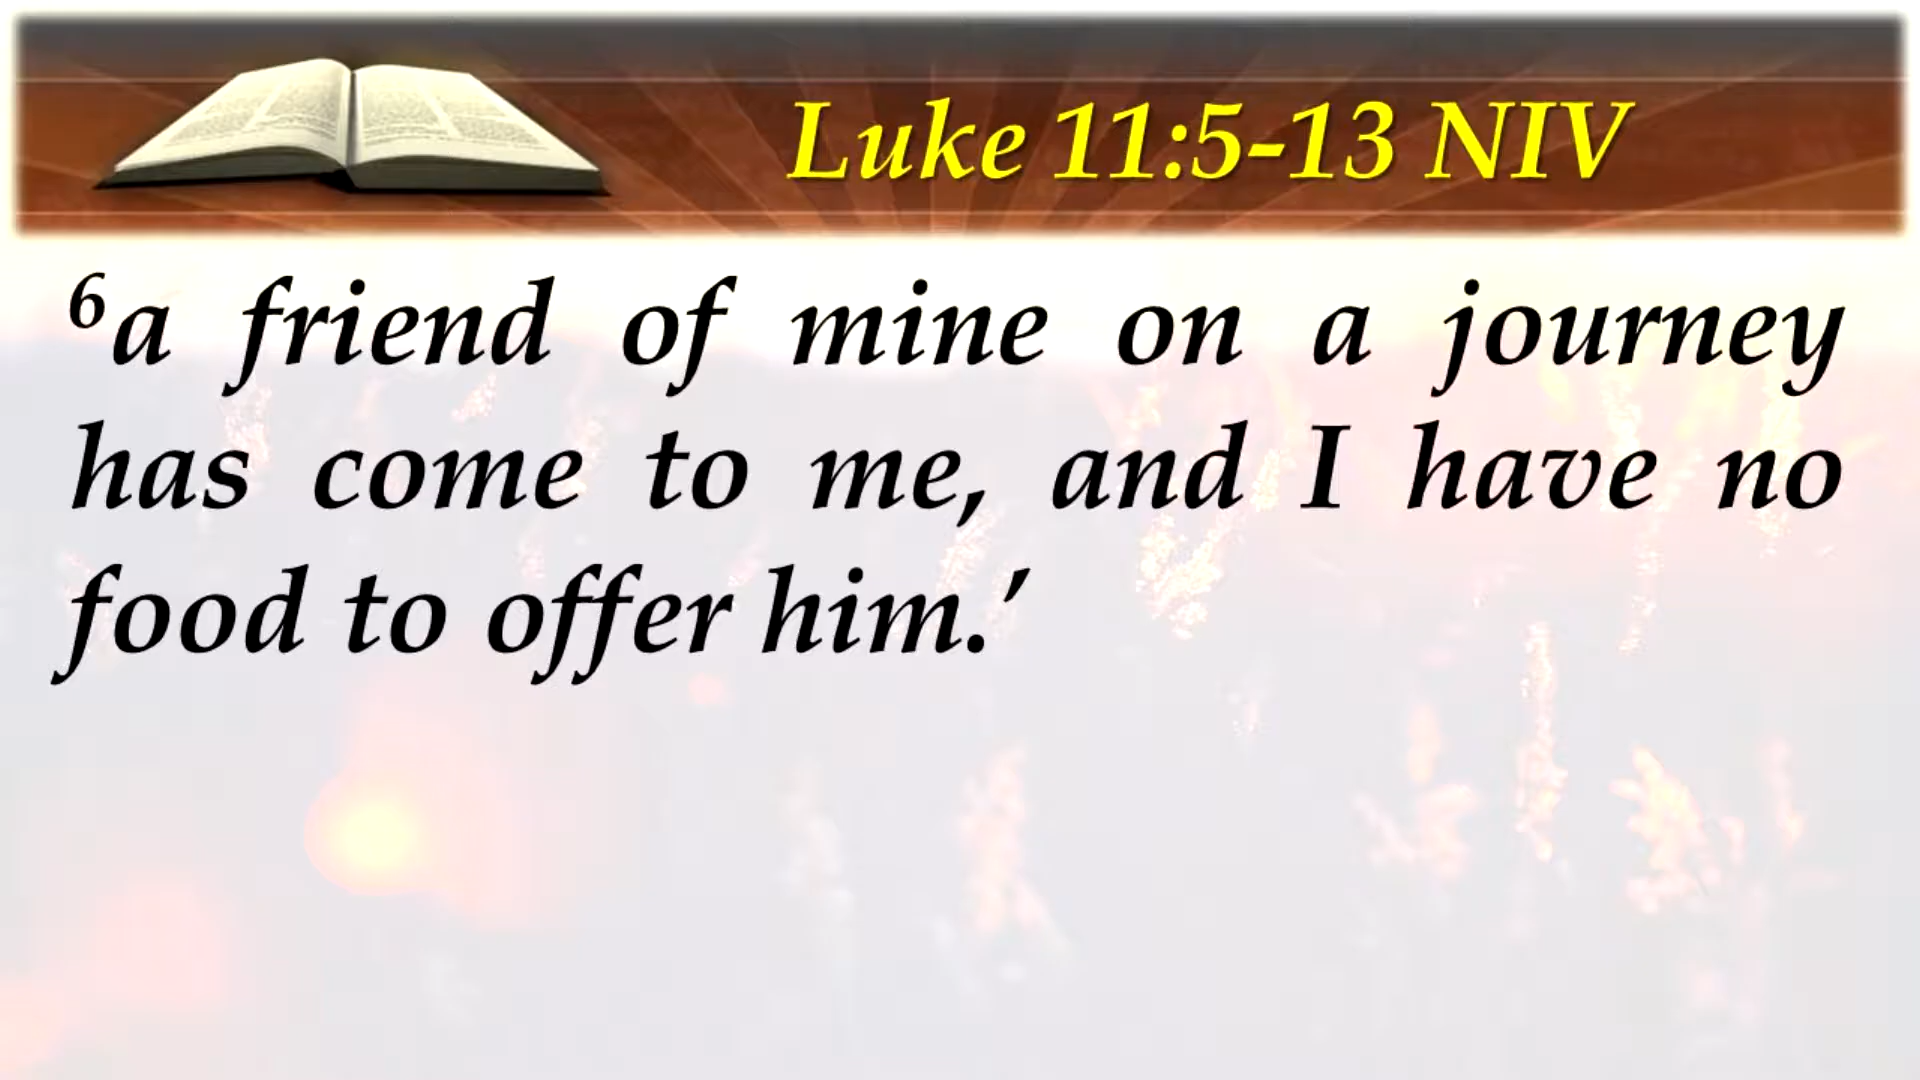 Luke 11:5-13 NIV
⁶a friend of mine on a journey
has come to me, and I have no
food to offer him.’